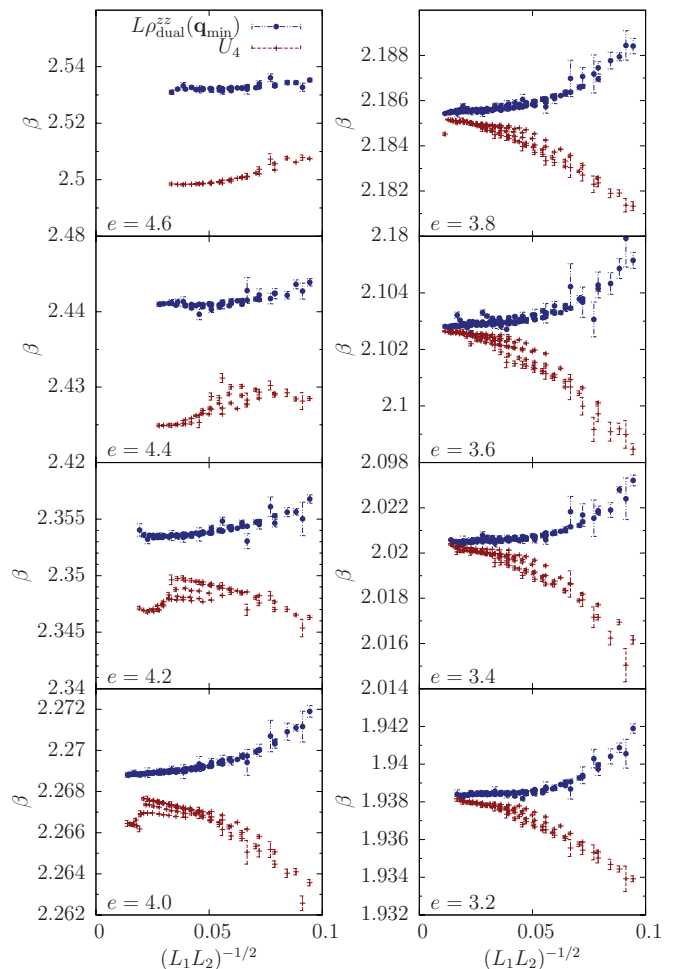 Lρ^{zz}_{dual}(q_min)
U_4
β
2.54
2.52
2.5
2.48
e = 4.6
β
2.188
2.186
2.184
2.182
2.18
e = 3.8
β
2.44
2.43
2.42
e = 4.4
β
2.104
2.102
2.1
2.098
e = 3.6
β
2.355
2.35
2.345
2.34
e = 4.2
β
2.022
2.02
2.018
2.016
2.014
e = 3.4
β
2.272
2.27
2.268
2.266
2.264
2.262
e = 4.0
0
0.05
0.1
(L_1L_2)^{-1/2}
β
1.942
1.94
1.938
1.936
1.934
1.932
e = 3.2
0
0.05
0.1
(L_1L_2)^{-1/2}